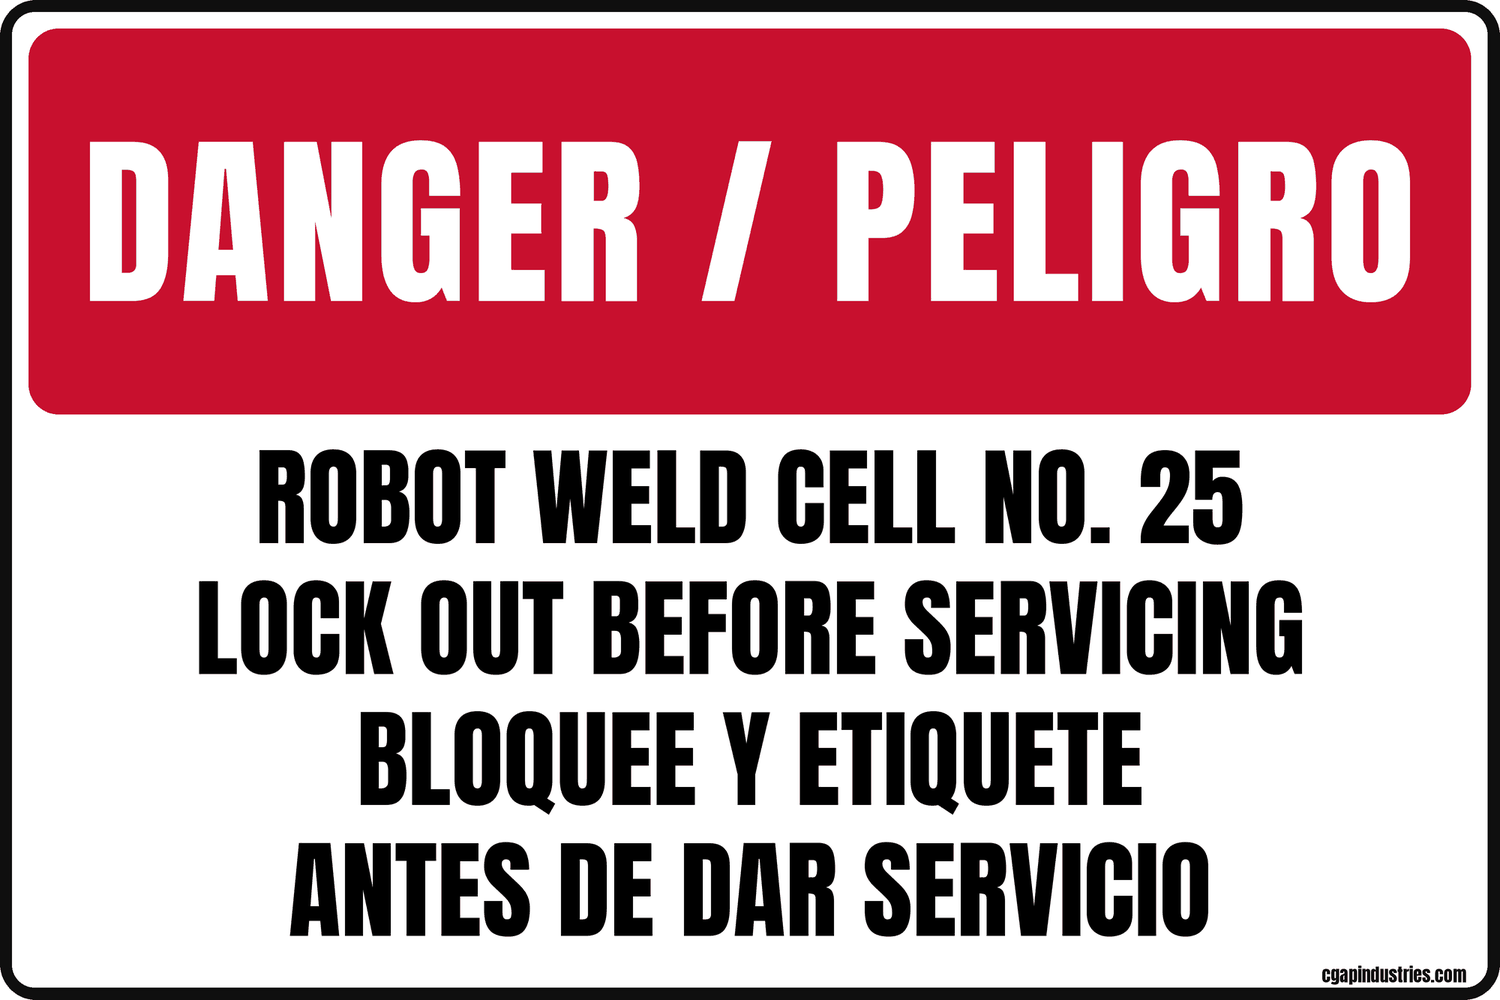 DANGER / PELIGRO
ROBOT WELD CELL NO. 25
LOCK OUT BEFORE SERVICING
BLOQUEE Y ETIQUETE
ANTES DE DAR SERVICIO
cgapindustries.com